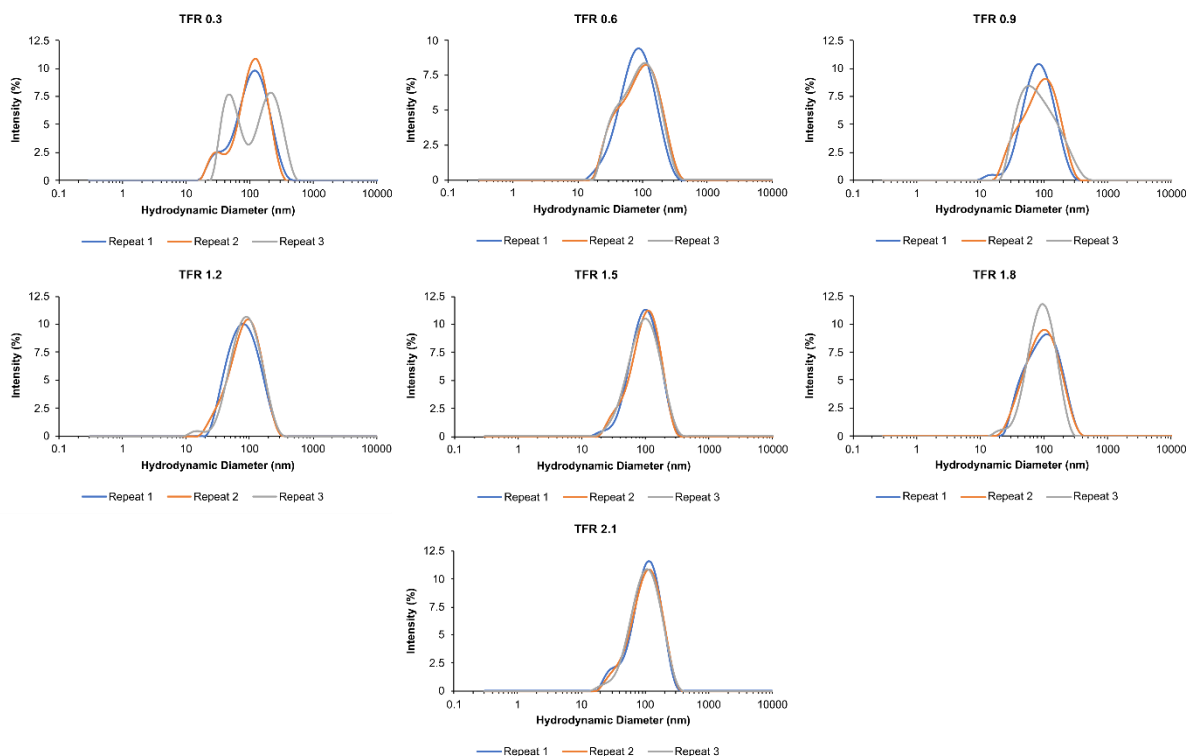 TFR 0.3
12.5
10
7.5
5
2.5
0
Intensity (%)
0.1 1 10 100 1000 10000
Hydrodynamic Diameter (nm)
Repeat 1 Repeat 2 Repeat 3
TFR 0.6
10
7.5
5
2.5
0
Intensity (%)
0.1 1 10 100 1000 10000
Hydrodynamic Diameter (nm)
Repeat 1 Repeat 2 Repeat 3
TFR 0.9
12.5
10
7.5
5
2.5
0
Intensity (%)
0.1 1 10 100 1000 10000
Hydrodynamic Diameter (nm)
Repeat 1 Repeat 2 Repeat 3
TFR 1.2
12.5
10
7.5
5
2.5
0
Intensity (%)
0.1 1 10 100 1000 10000
Hydrodynamic Diameter (nm)
Repeat 1 Repeat 2 Repeat 3
TFR 1.5
12.5
10
7.5
5
2.5
0
Intensity (%)
0.1 1 10 100 1000 10000
Hydrodynamic Diameter (nm)
Repeat 1 Repeat 2 Repeat 3
TFR 1.8
12.5
10
7.5
5
2.5
0
Intensity (%)
0.1 1 10 100 1000 10000
Hydrodynamic Diameter (nm)
Repeat 1 Repeat 2 Repeat 3
TFR 2.1
12.5
10
7.5
5
2.5
0
Intensity (%)
0.1 1 10 100 1000 10000
Hydrodynamic Diameter (nm)
Repeat 1 Repeat 2 Repeat 3